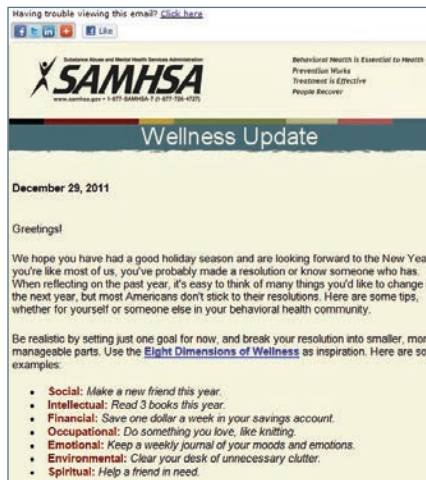 Having trouble viewing this email? Click here
Like
Substance Abuse and Mental Health Services Administration
SAMHSA
www.samhsa.gov • 1-877-SAMHSA-7 (1-877-726-4727)
Behavioral Health is Essential to Health
Prevention Works
Treatment is Effective
People Recover
Wellness Update
December 29, 2011
Greetings!
We hope you have had a good holiday season and are looking forward to the New Yea
you're like most of us, you've probably made a resolution or know someone who has.
When reflecting on the past year, it's easy to think of many things you'd like to change
the next year, but most Americans don't stick to their resolutions. Here are some tips,
whether for yourself or someone else in your behavioral health community.
Be realistic by setting just one goal for now, and break your resolution into smaller, mor
manageable parts. Use the Eight Dimensions of Wellness as inspiration. Here are so
examples:
• Social: Make a new friend this year.
• Intellectual: Read 3 books this year.
• Financial: Save one dollar a week in your savings account.
• Occupational: Do something you love, like knitting.
• Emotional: Keep a weekly journal of your moods and emotions.
• Environmental: Clear your desk of unnecessary clutter.
• Spiritual: Help a friend in need.